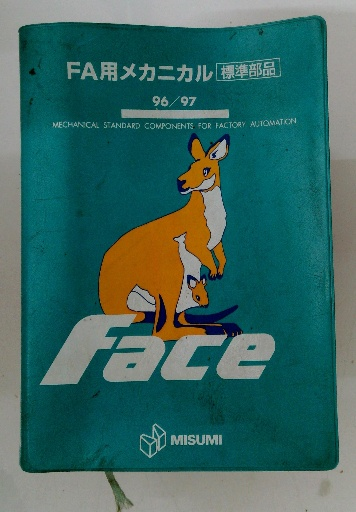 FA用メカニカル 標準部品
96/97
MECHANICAL STANDARD COMPONENTS FOR FACTORY AUTOMATION
Face
MISUMI